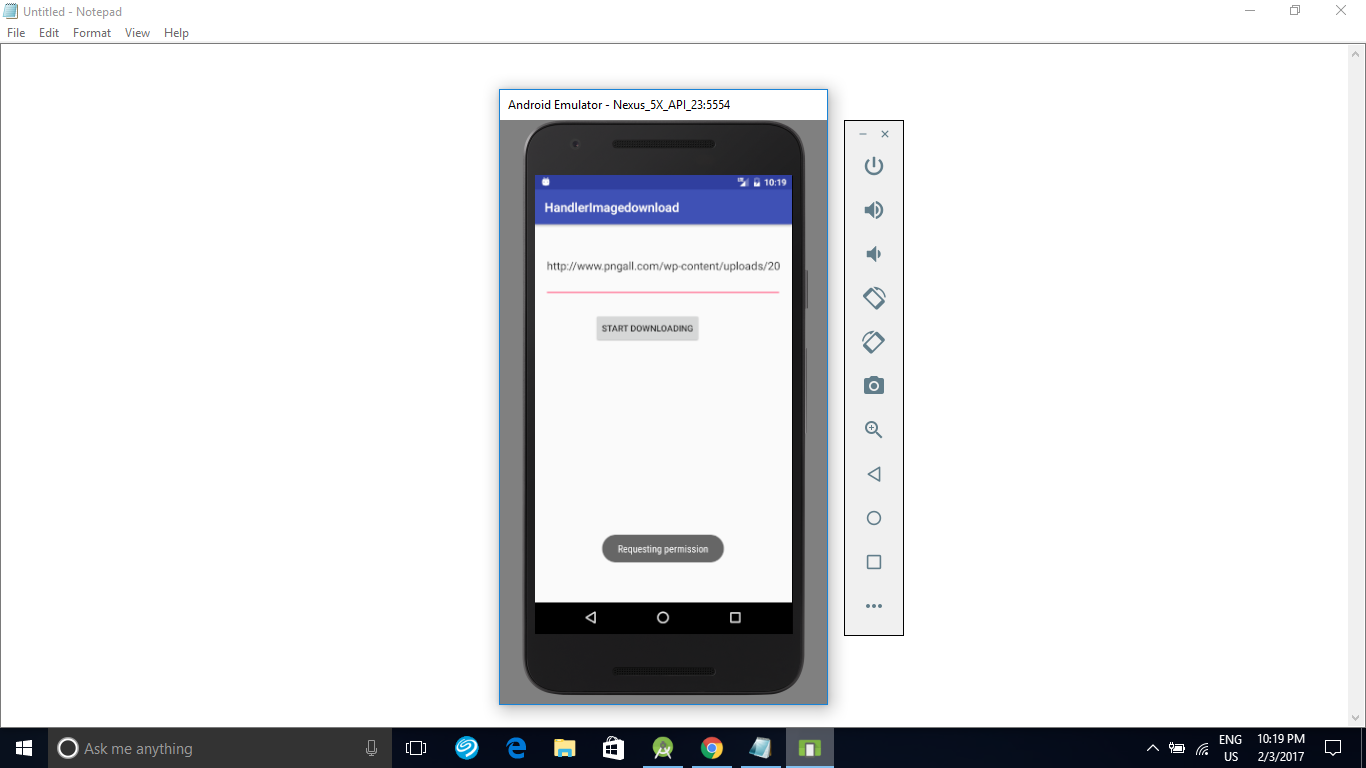 Untitled - Notepad
File Edit Format View Help
Android Emulator - Nexus_5X_API_23:5554
10:19
HandlerImagedownload
http://www.pngall.com/wp-content/uploads/20
START DOWNLOADING
Requesting permission
Ask me anything
ENG
US
10:19 PM
2/3/2017